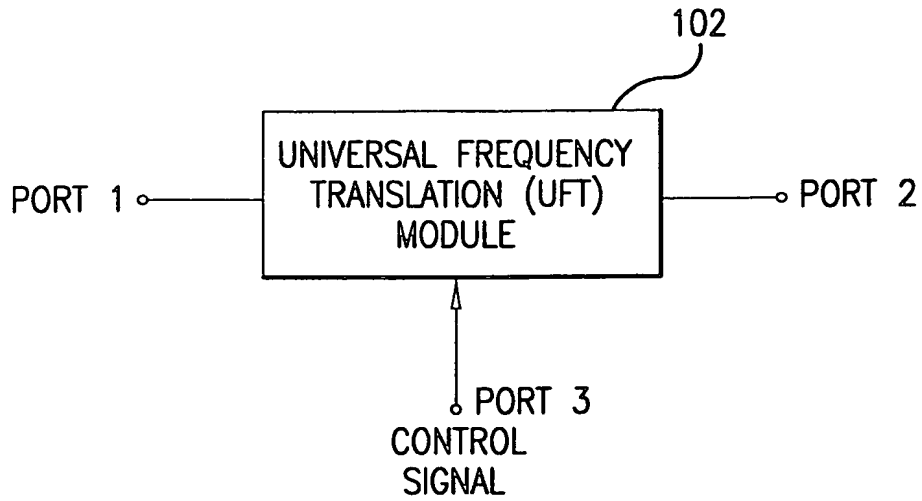 102
UNIVERSAL FREQUENCY
TRANSLATION (UFT)
MODULE
PORT 1
PORT 2
PORT 3
CONTROL
SIGNAL